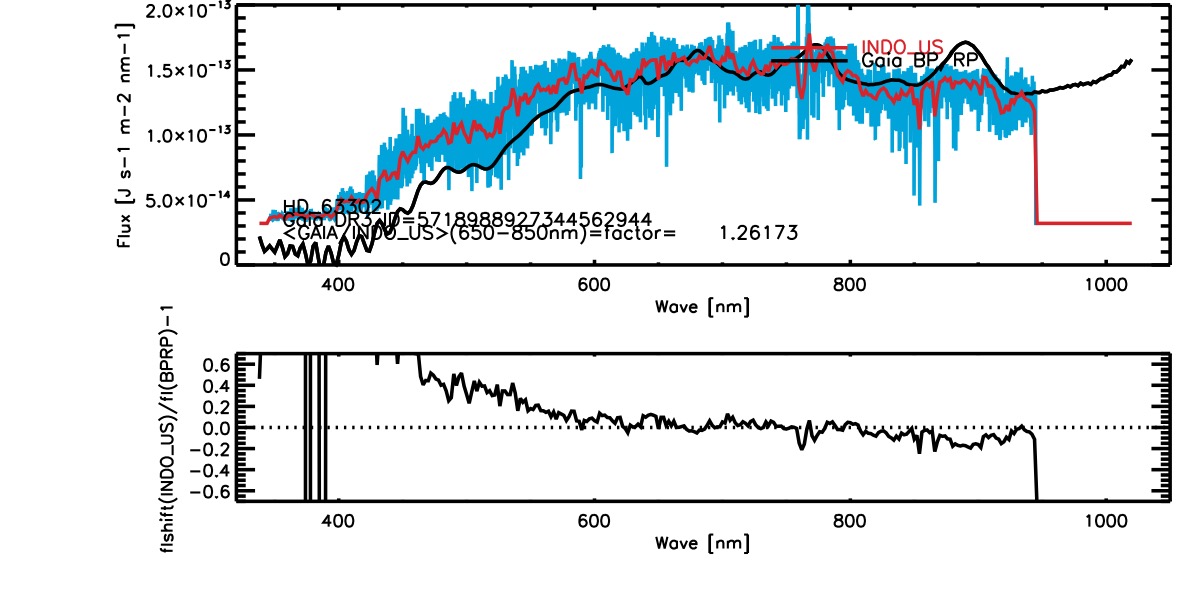 2.0×10⁻¹³
1.5×10⁻¹³
1.0×10⁻¹³
5.0×10⁻¹⁴
0
Flux [J s-1 m-2 nm-1]
INDO_US
Gaia BP/RP
HD_63302
Gaia DR3 ID=5718988927344562944
<GAIA/INDO_US>(650-850nm)=factor= 1.26173
400 600 800 1000
Wave [nm]
flshift(INDO_US)/fl(BPRP)-1
0.6
0.4
0.2
0.0
-0.2
-0.4
-0.6
400 600 800 1000
Wave [nm]